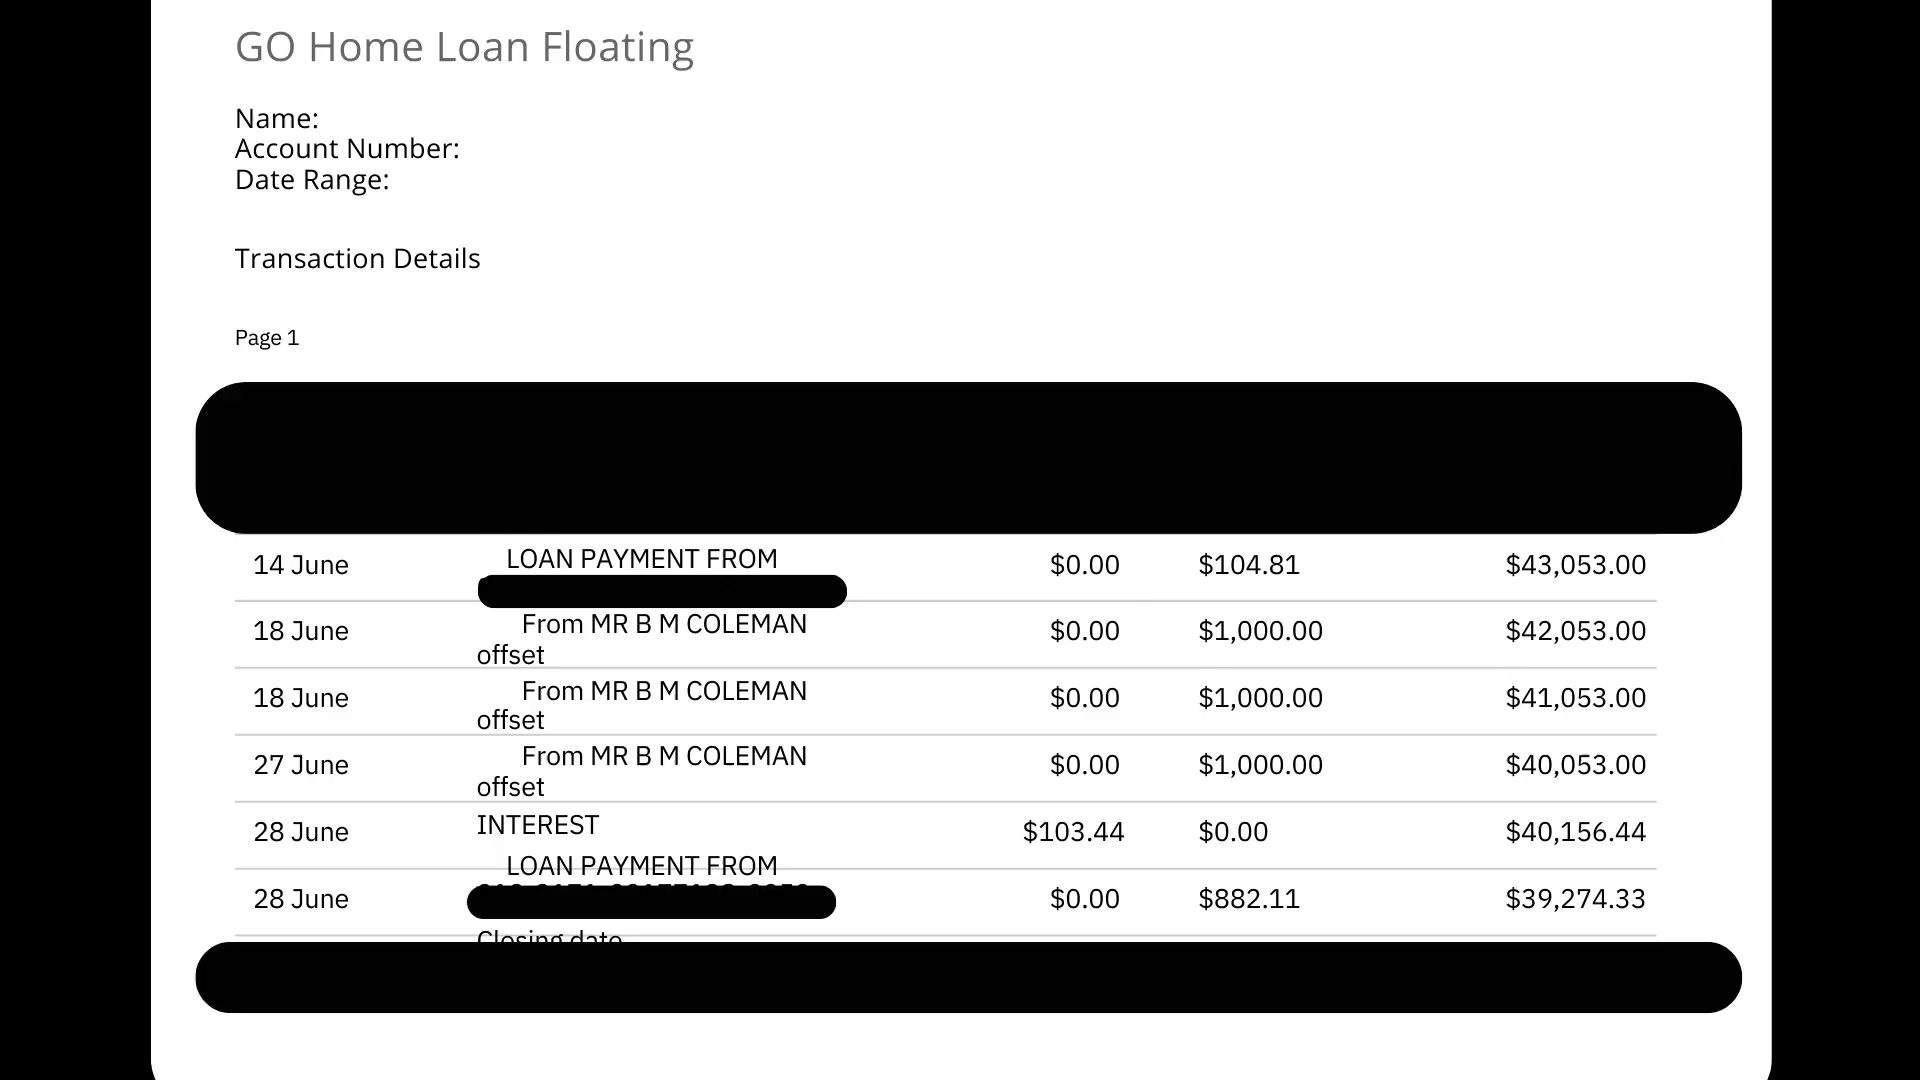 GO Home Loan Floating
Name:
Account Number:
Date Range:
Transaction Details
Page 1
14 June LOAN PAYMENT FROM $0.00 $104.81 $43,053.00
18 June From MR B M COLEMAN $0.00 $1,000.00 $42,053.00
offset
18 June From MR B M COLEMAN $0.00 $1,000.00 $41,053.00
offset
27 June From MR B M COLEMAN $0.00 $1,000.00 $40,053.00
offset
28 June INTEREST $103.44 $0.00 $40,156.44
LOAN PAYMENT FROM
28 June $0.00 $882.11 $39,274.33
Closing date